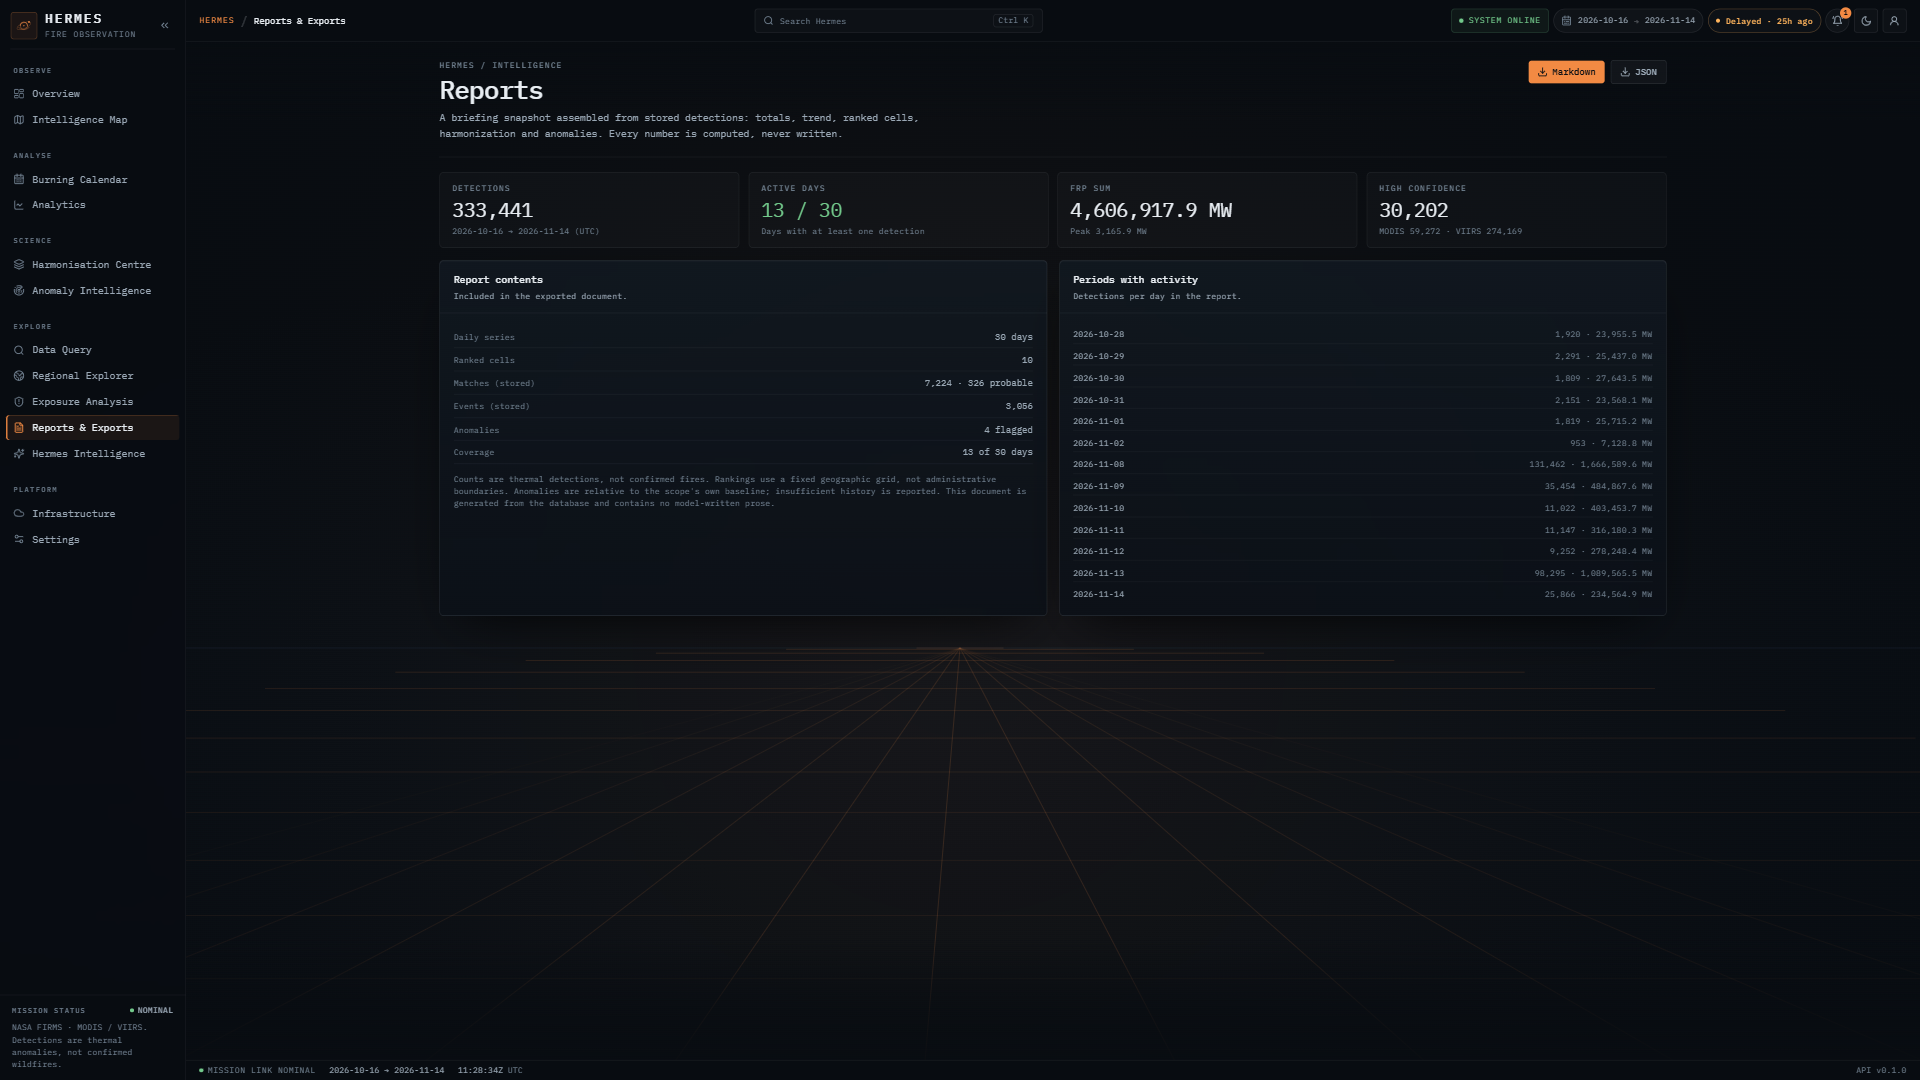 HERMES
FIRE OBSERVATION
«
OBSERVE
Overview
Intelligence Map
ANALYSE
Burning Calendar
Analytics
SCIENCE
Harmonisation Centre
Anomaly Intelligence
EXPLORE
Data Query
Regional Explorer
Exposure Analysis
Reports & Exports
Hermes Intelligence
PLATFORM
Infrastructure
Settings
MISSION STATUS NOMINAL
NASA FIRMS · MODIS / VIIRS.
Detections are thermal
anomalies, not confirmed
wildfires.
HERMES / Reports & Exports
Search Hermes Ctrl K
SYSTEM ONLINE
2026-10-16 → 2026-11-14
Delayed · 25h ago
1
HERMES / INTELLIGENCE
Reports
A briefing snapshot assembled from stored detections: totals, trend, ranked cells,
harmonization and anomalies. Every number is computed, never written.
Markdown
JSON
DETECTIONS
333,441
2026-10-16 → 2026-11-14 (UTC)
ACTIVE DAYS
13 / 30
Days with at least one detection
FRP SUM
4,606,917.9 MW
Peak 3,165.9 MW
HIGH CONFIDENCE
30,202
MODIS 59,272 · VIIRS 274,169
Report contents
Included in the exported document.
Daily series 30 days
Ranked cells 10
Matches (stored) 7,224 · 326 probable
Events (stored) 3,056
Anomalies 4 flagged
Coverage 13 of 30 days
Counts are thermal detections, not confirmed fires. Rankings use a fixed geographic grid, not administrative
boundaries. Anomalies are relative to the scope's own baseline; insufficient history is reported. This document is
generated from the database and contains no model-written prose.
Periods with activity
Detections per day in the report.
2026-10-28 1,920 · 23,955.5 MW
2026-10-29 2,291 · 25,437.0 MW
2026-10-30 1,809 · 27,643.5 MW
2026-10-31 2,151 · 23,568.1 MW
2026-11-01 1,819 · 25,715.2 MW
2026-11-02 953 · 7,128.8 MW
2026-11-08 131,462 · 1,666,589.6 MW
2026-11-09 35,454 · 484,867.6 MW
2026-11-10 11,022 · 403,453.7 MW
2026-11-11 11,147 · 316,180.3 MW
2026-11-12 9,252 · 278,248.4 MW
2026-11-13 98,295 · 1,089,565.5 MW
2026-11-14 25,866 · 234,564.9 MW
MISSION LINK NOMINAL 2026-10-16 → 2026-11-14 11:28:34Z UTC
API v0.1.0